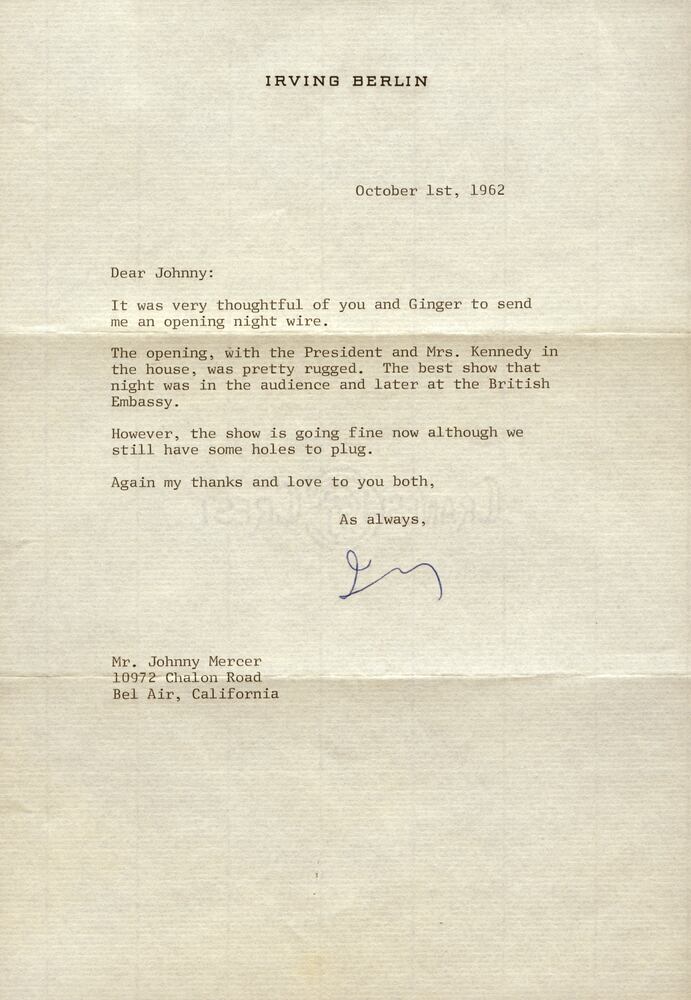 IRVING BERLIN
October 1st, 1962
Dear Johnny:
It was very thoughtful of you and Ginger to send
me an opening night wire.
The opening, with the President and Mrs. Kennedy in
the house, was pretty rugged. The best show that
night was in the audience and later at the British
Embassy.
However, the show is going fine now although we
still have some holes to plug.
Again my thanks and love to you both,
As always,
Mr. Johnny Mercer
10972 Chalon Road
Bel Air, California